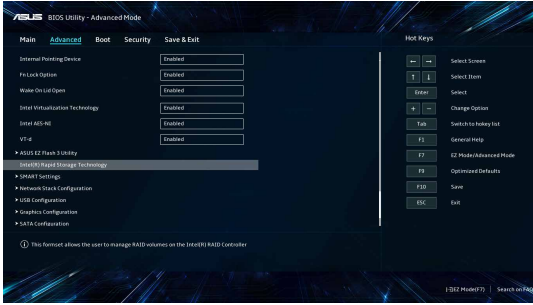 ASUS BIOS Utility - Advanced Mode
Main Advanced Boot Security Save & Exit
Hot Keys
Internal Pointing Device Enabled
Fn Lock Option Enabled
Wake On Lid Open Enabled
Intel Virtualization Technology Enabled
Intel AES-NI Enabled
VT-d Enabled
➤ ASUS EZ Flash 3 Utility
Intel(R) Rapid Storage Technology
➤ SMART Settings
➤ Network Stack Configuration
➤ USB Configuration
➤ Graphics Configuration
➤ SATA Configuration
ⓘ This formset allows the user to manage RAID volumes on the Intel(R) RAID Controller
← → Select Screen
↑ ↓ Select Item
Enter Select
+ − Change Option
Tab Switch to hokey list
F1 General Help
F7 EZ Mode/Advanced Mode
F9 Optimized Defaults
F10 Save
ESC Exit
EZ Mode(F7) | Search on FAQ